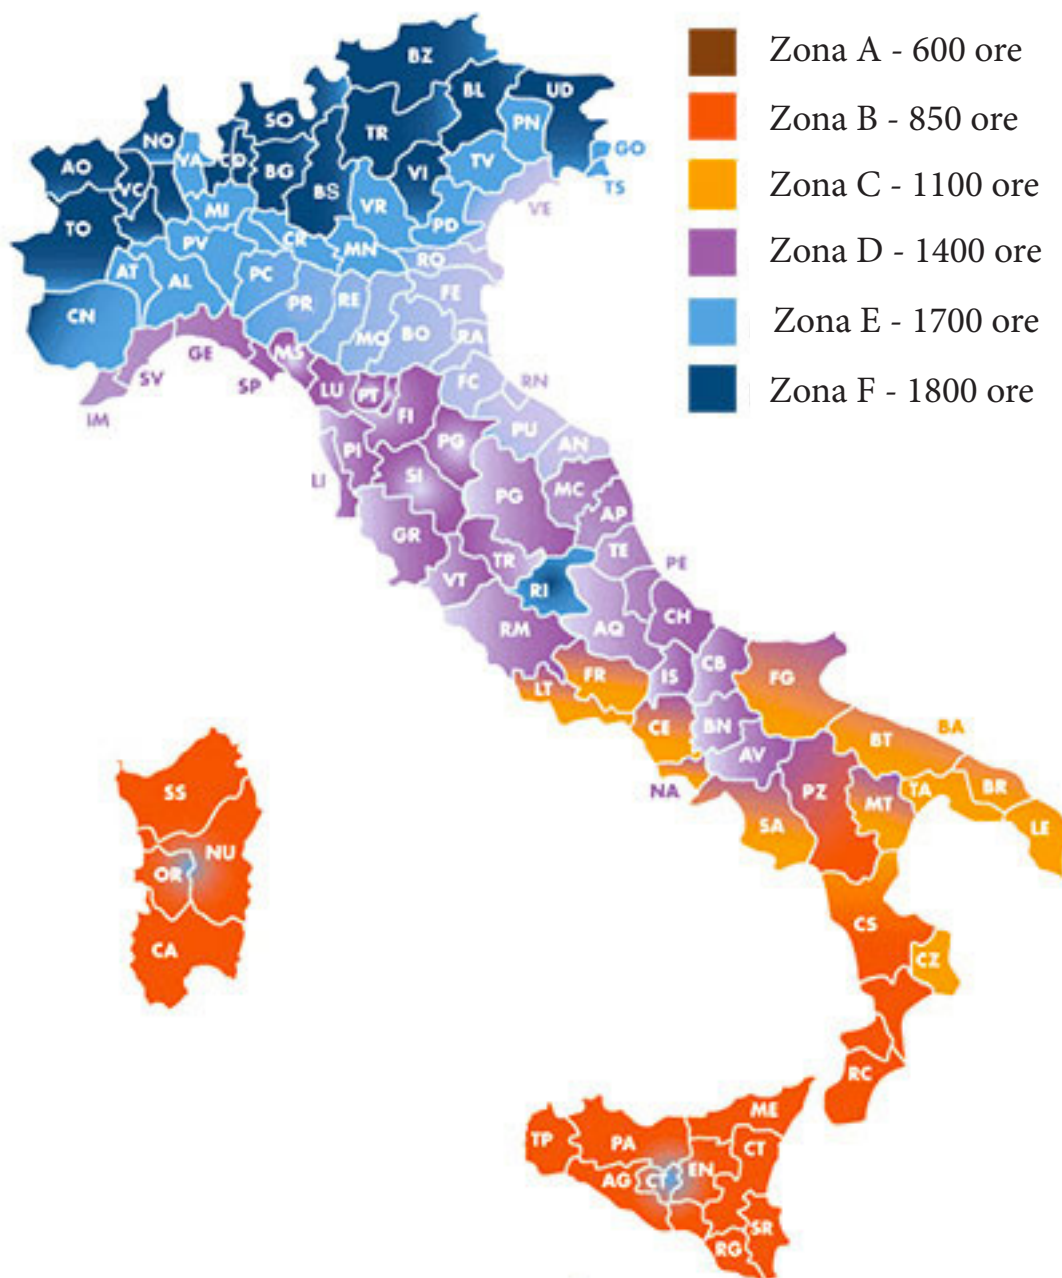 Zona A - 600 ore
Zona B - 850 ore
Zona C - 1100 ore
Zona D - 1400 ore
Zona E - 1700 ore
Zona F - 1800 ore
BZ
BL
UD
SO
TR
PN
NO
VA
CO
BG
BS
VI
TV
GO
TS
AO
VC
MI
VR
PD
VE
TO
PV
CR
MN
RO
AT
AL
PC
PR
RE
FE
CN
MO
BO
RA
GE
MS
SV
SP
LU
PT
FC
RN
IM
FI
PU
PI
PG
AN
LI
SI
PG
MC
AP
GR
TR
TE
PE
VT
RI
RM
AQ
CH
LT
FR
IS
CB
FG
CE
BN
BT
BA
NA
AV
PZ
MT
TA
BR
SA
LE
SS
NU
OR
CA
CS
CZ
RC
ME
TP
PA
CT
AG
CT
EN
SR
RG